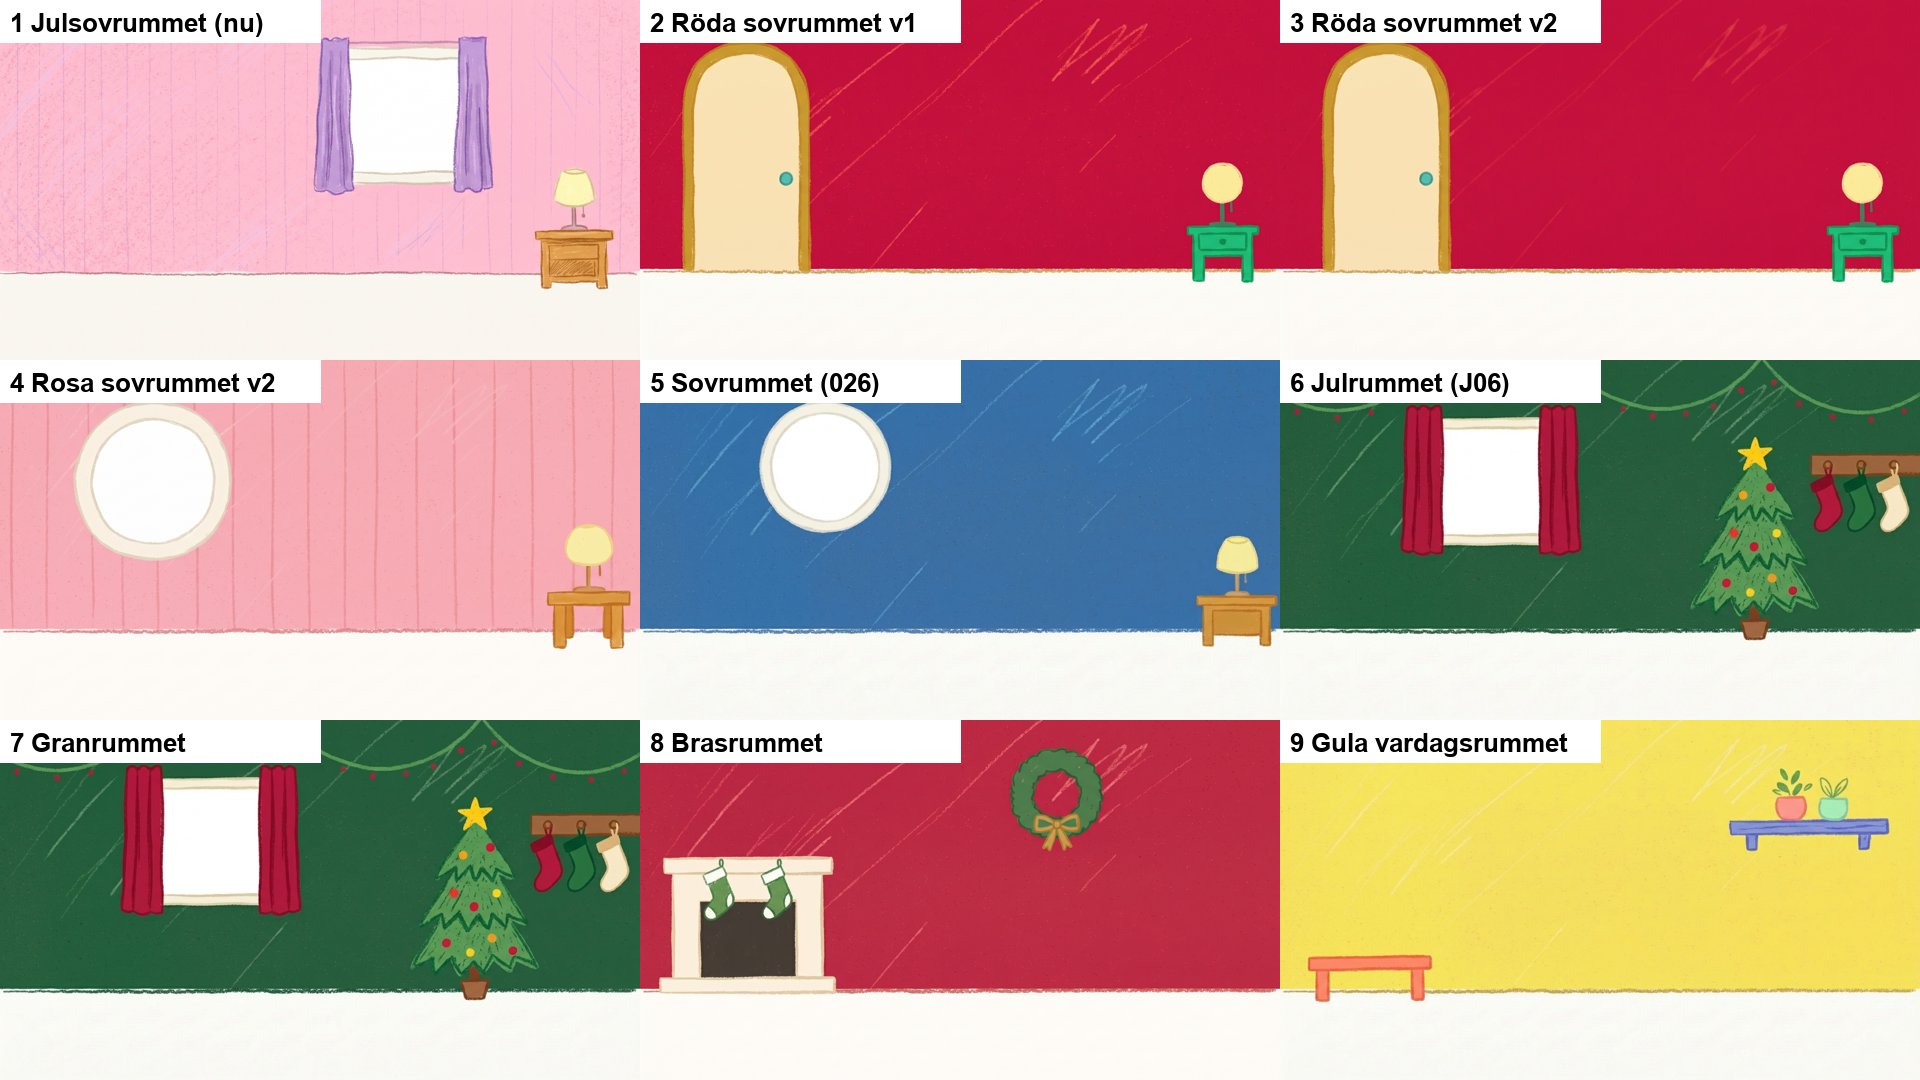 1 Julsovrummet (nu)
2 Röda sovrummet v1
3 Röda sovrummet v2
4 Rosa sovrummet v2
5 Sovrummet (026)
6 Julrummet (J06)
7 Granrummet
8 Brasrummet
9 Gula vardagsrummet